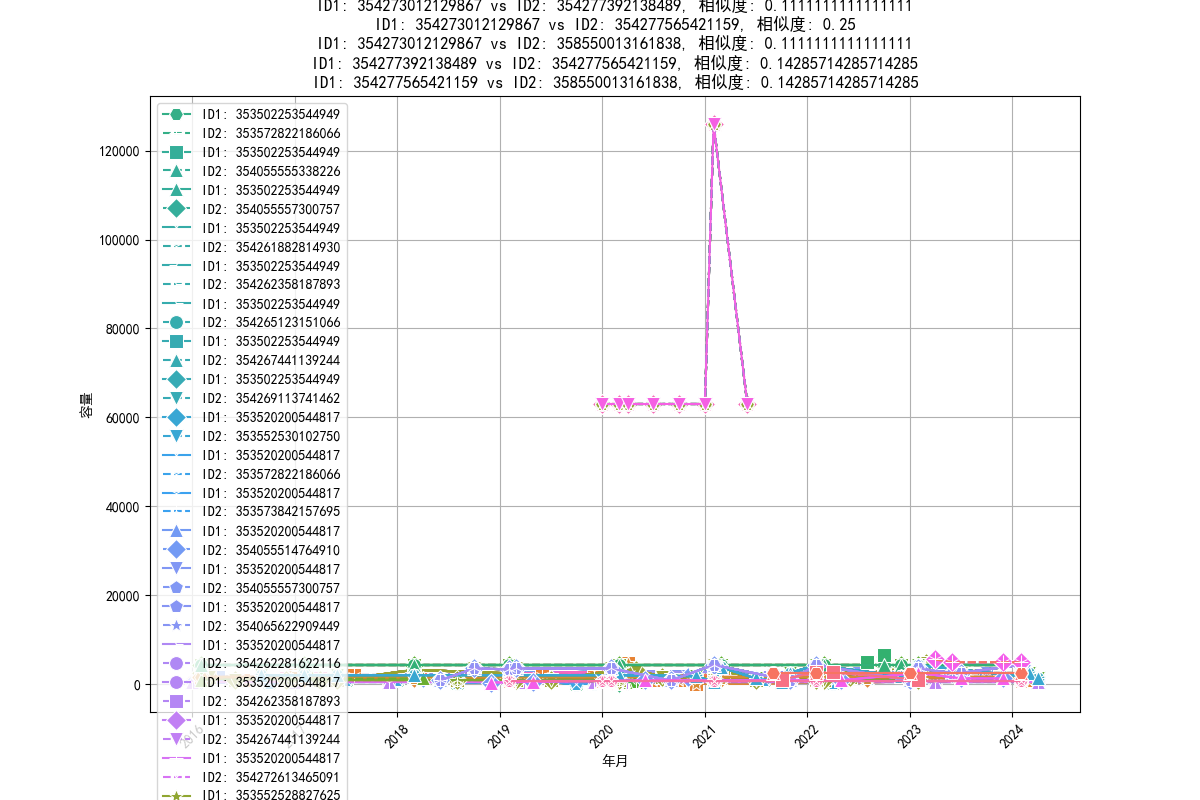 ID1: 354273012129867 vs ID2: 354277392138489, 相似度: 0.1111111111111111
ID1: 354273012129867 vs ID2: 354277565421159, 相似度: 0.25
ID1: 354273012129867 vs ID2: 358550013161838, 相似度: 0.1111111111111111
ID1: 354277392138489 vs ID2: 354277565421159, 相似度: 0.14285714285714285
ID1: 354277565421159 vs ID2: 358550013161838, 相似度: 0.14285714285714285
ID1: 353502253544949
ID2: 353572822186066
ID1: 353502253544949
ID2: 354055555338226
ID1: 353502253544949
ID2: 354055557300757
ID1: 353502253544949
ID2: 354261882814930
ID1: 353502253544949
ID2: 354262358187893
ID1: 353502253544949
ID2: 354265123151066
ID1: 353502253544949
ID2: 354267441139244
ID1: 353502253544949
ID2: 354269113741462
ID1: 353520200544817
ID2: 353552530102750
ID1: 353520200544817
ID2: 353572822186066
ID1: 353520200544817
ID2: 353573842157695
ID1: 353520200544817
ID2: 354055514764910
ID1: 353520200544817
ID2: 354055557300757
ID1: 353520200544817
ID2: 354065622909449
ID1: 353520200544817
ID2: 354262281622116
ID1: 353520200544817
ID2: 354262358187893
ID1: 353520200544817
ID2: 354267441139244
ID1: 353520200544817
ID2: 354272613465091
ID1: 353552528827625
120000
100000
80000
60000
40000
20000
0
容量
2016
2017
2018
2019
2020
2021
2022
2023
2024
年月